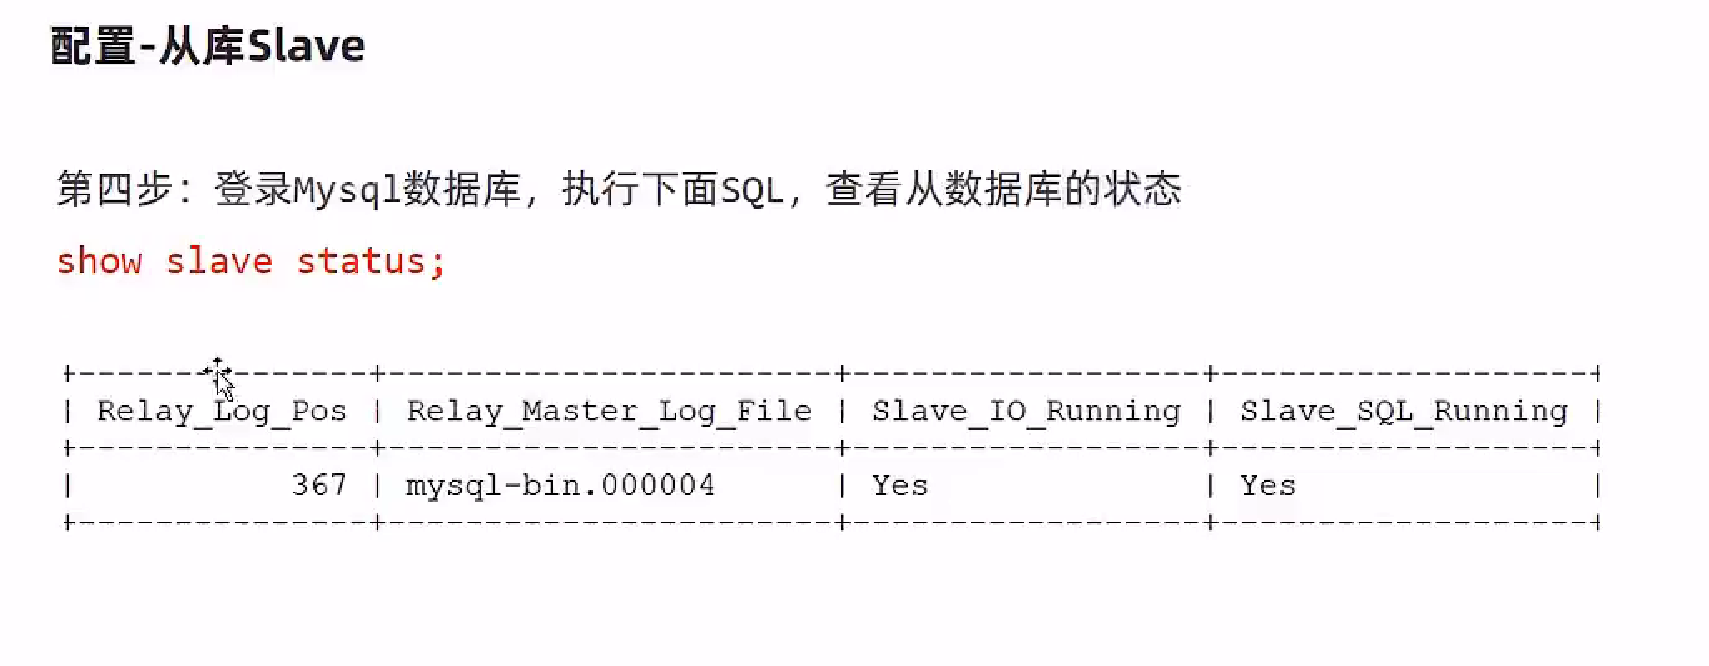 配置-从库Slave
第四步：登录Mysql数据库，执行下面SQL，查看从数据库的状态
show slave status;
+---------------+-----------------------+------------------+-------------------+
| Relay_Log_Pos | Relay_Master_Log_File | Slave_IO_Running | Slave_SQL_Running |
+---------------+-----------------------+------------------+-------------------+
|           367 | mysql-bin.000004      | Yes              | Yes               |
+---------------+-----------------------+------------------+-------------------+